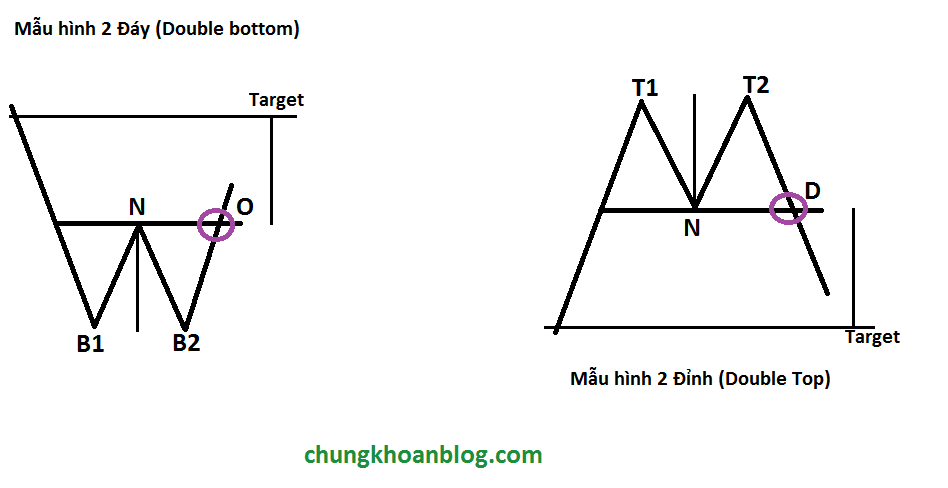 Mẫu hình 2 Đáy (Double bottom)
Target
N
O
B1
B2
T1
T2
D
N
Target
Mẫu hình 2 Đỉnh (Double Top)
chungkhoanblog.com